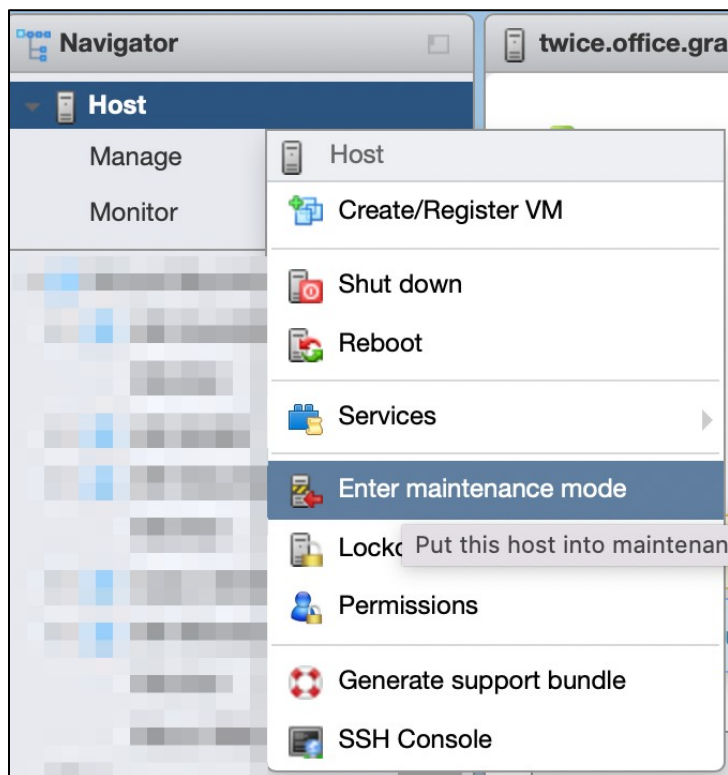 Navigator
twice.office.gra
Host
Manage
Monitor
Host
Create/Register VM
Shut down
Reboot
Services
Enter maintenance mode
Put this host into maintenan
Permissions
Generate support bundle
SSH Console